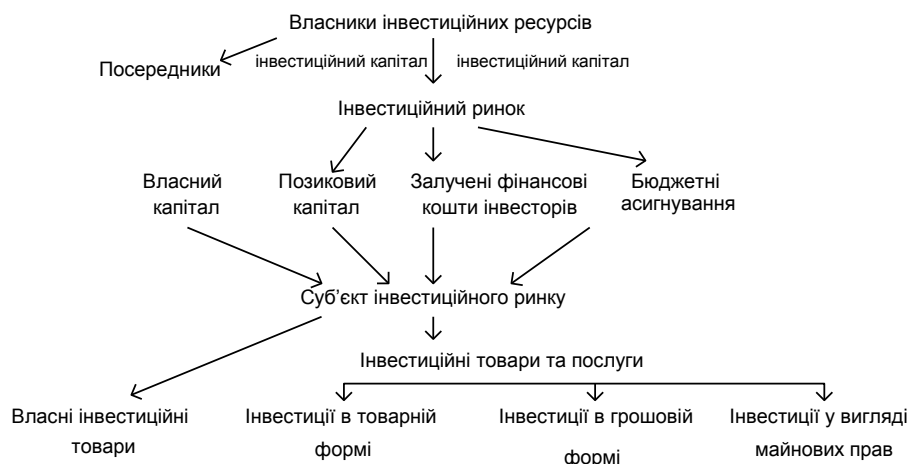 Власники інвестиційних ресурсів
Посередники
інвестиційний капітал
інвестиційний капітал
Інвестиційний ринок
Власний
капітал
Позиковий
капітал
Залучені фінансові
кошти інвесторів
Бюджетні
асигнування
Суб’єкт інвестиційного ринку
Інвестиційні товари та послуги
Власні інвестиційні
товари
Інвестиції в товарній
формі
Інвестиції в грошовій
формі
Інвестиції у вигляді
майнових прав